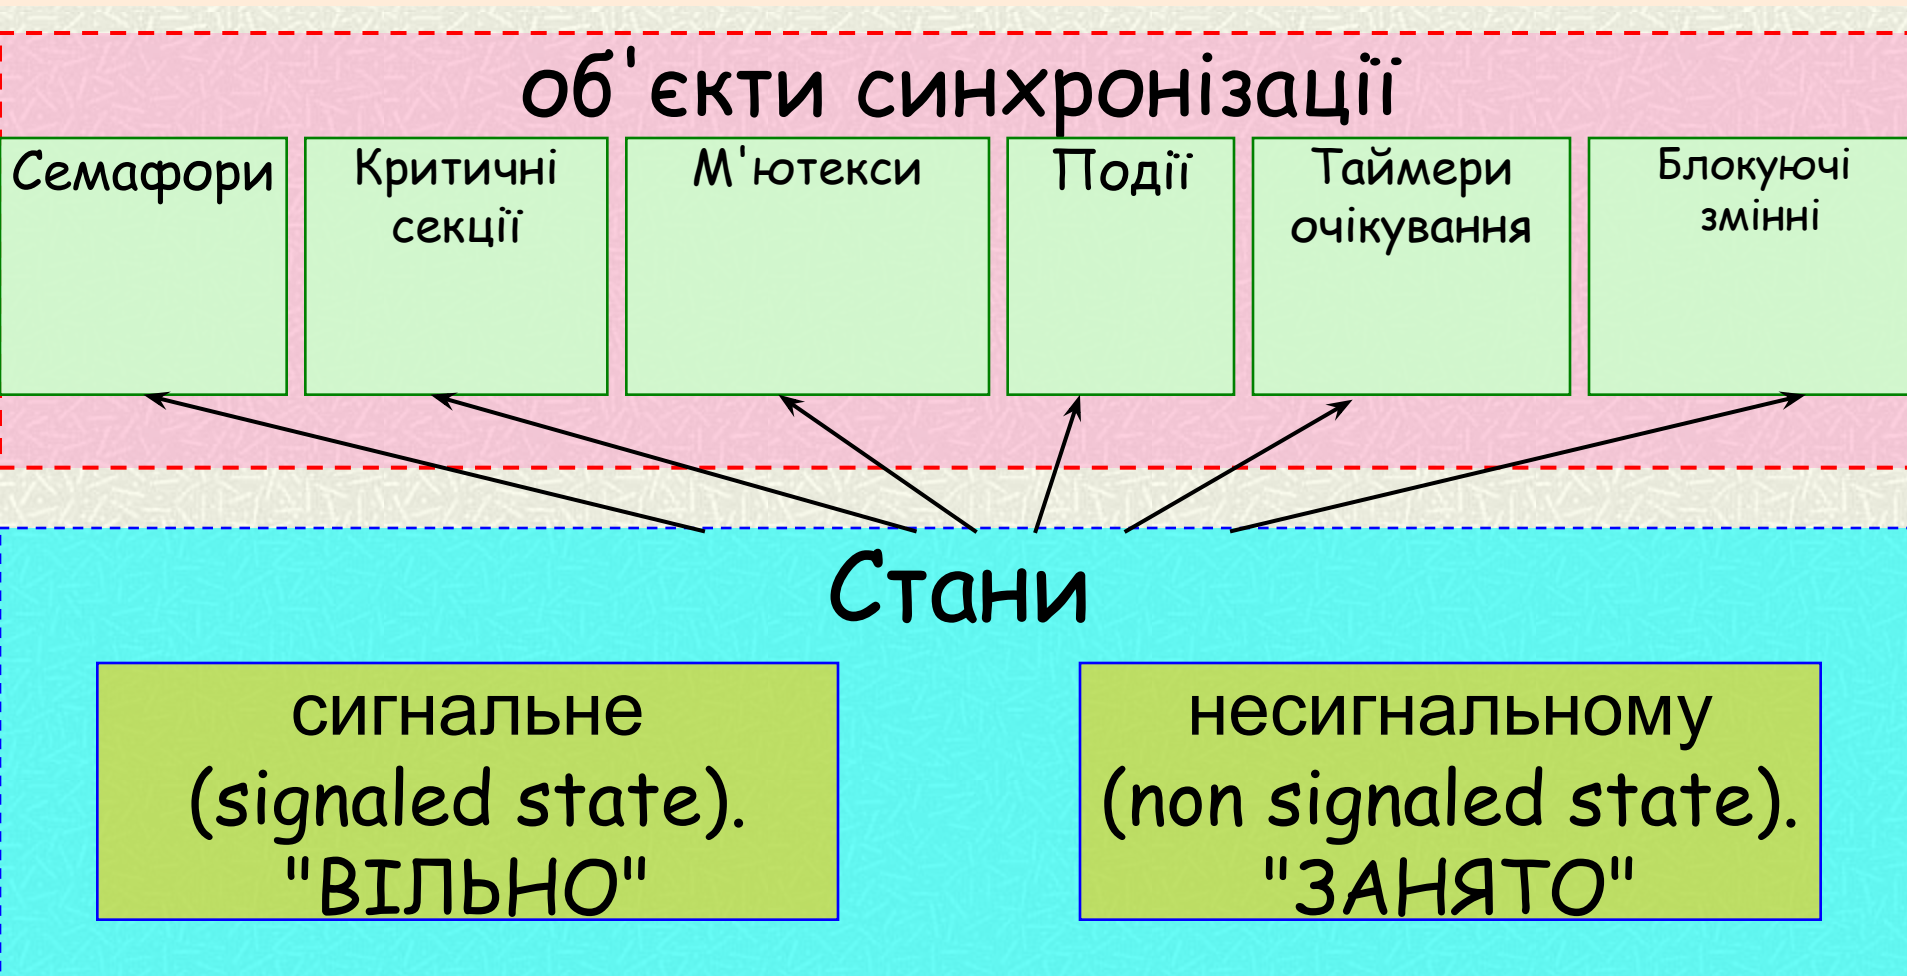 об'єкти синхронізації
Семафори
Критичні
секції
М'ютекси
Події
Таймери
очікування
Блокуючі
змінні
Стани
сигнальне
(signaled state).
"ВІЛЬНО"
несигнальному
(non signaled state).
"ЗАНЯТО"